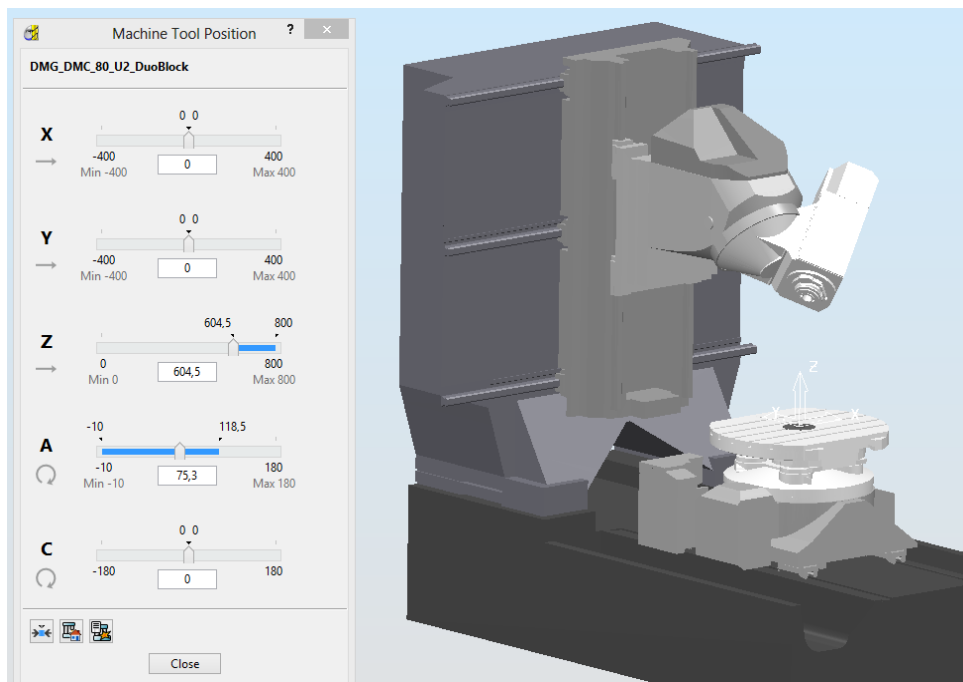 Machine Tool Position ? ×
DMG_DMC_80_U2_DuoBlock
0 0
X
-400 0 400
Min -400 Max 400
0 0
Y
-400 0 400
Min -400 Max 400
604,5 800
Z
0 604,5 800
Min 0 Max 800
-10 118,5
A
-10 75,3 180
Min -10 Max 180
0 0
C
-180 0 180
Close
Z
Y X